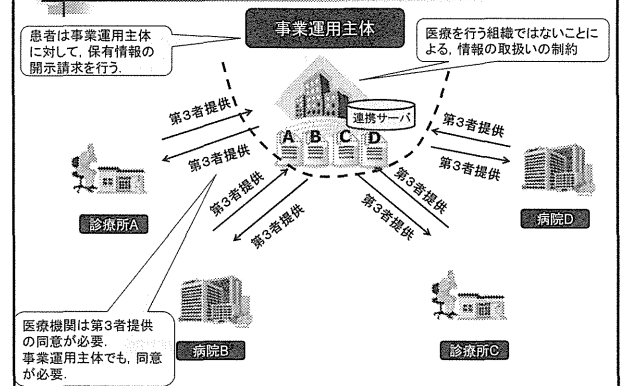 事業運用主体
患者は事業運用主体
に対して，保有情報の
開示請求を行う．
医療を行う組織ではないことに
よる，情報の取扱いの制約
連携サーバ
A B C D
第3者提供
第3者提供
第3者提供
第3者提供
第3者提供
第3者提供
第3者提供
第3者提供
診療所A
病院D
医療機関は第3者提供
の同意が必要．
事業運用主体でも，同意
が必要．
病院B
診療所C